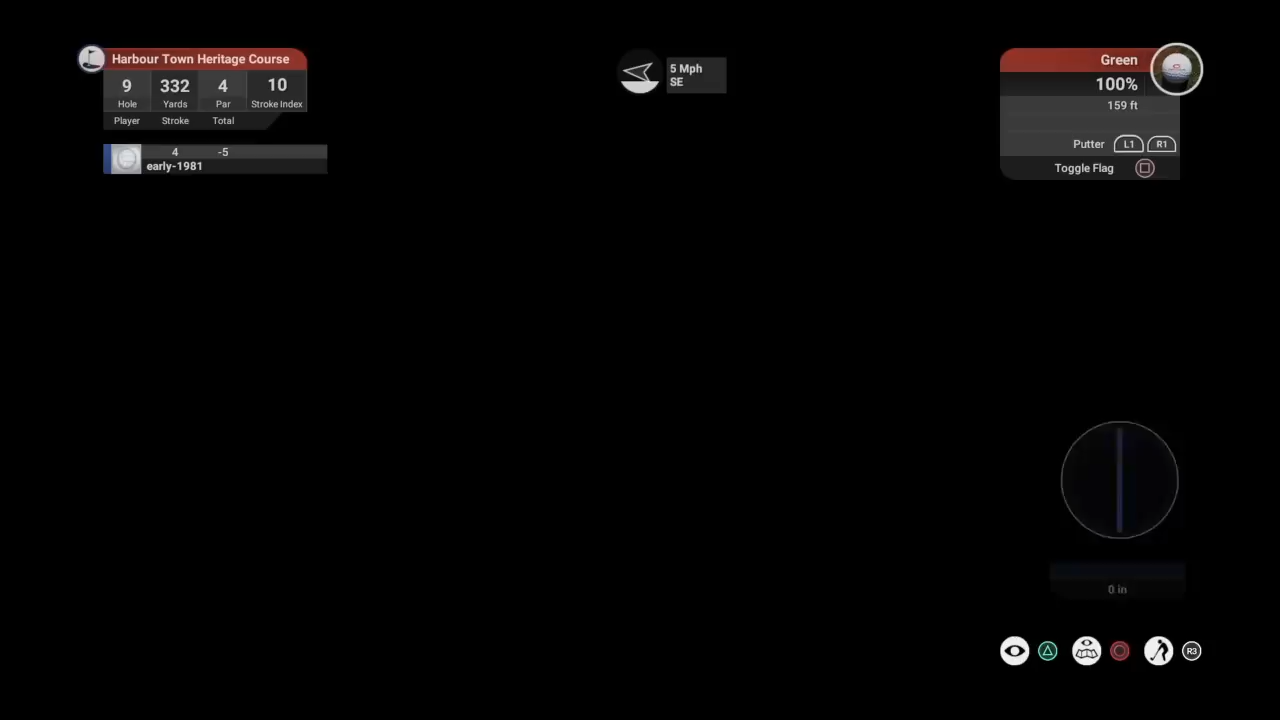 Harbour Town Heritage Course
9 332 4 10
Hole Yards Par Stroke Index
Player Stroke Total
4 -5
early-1981
5 Mph
SE
Green
100%
159 ft
Putter L1 R1
Toggle Flag
0 in
R3